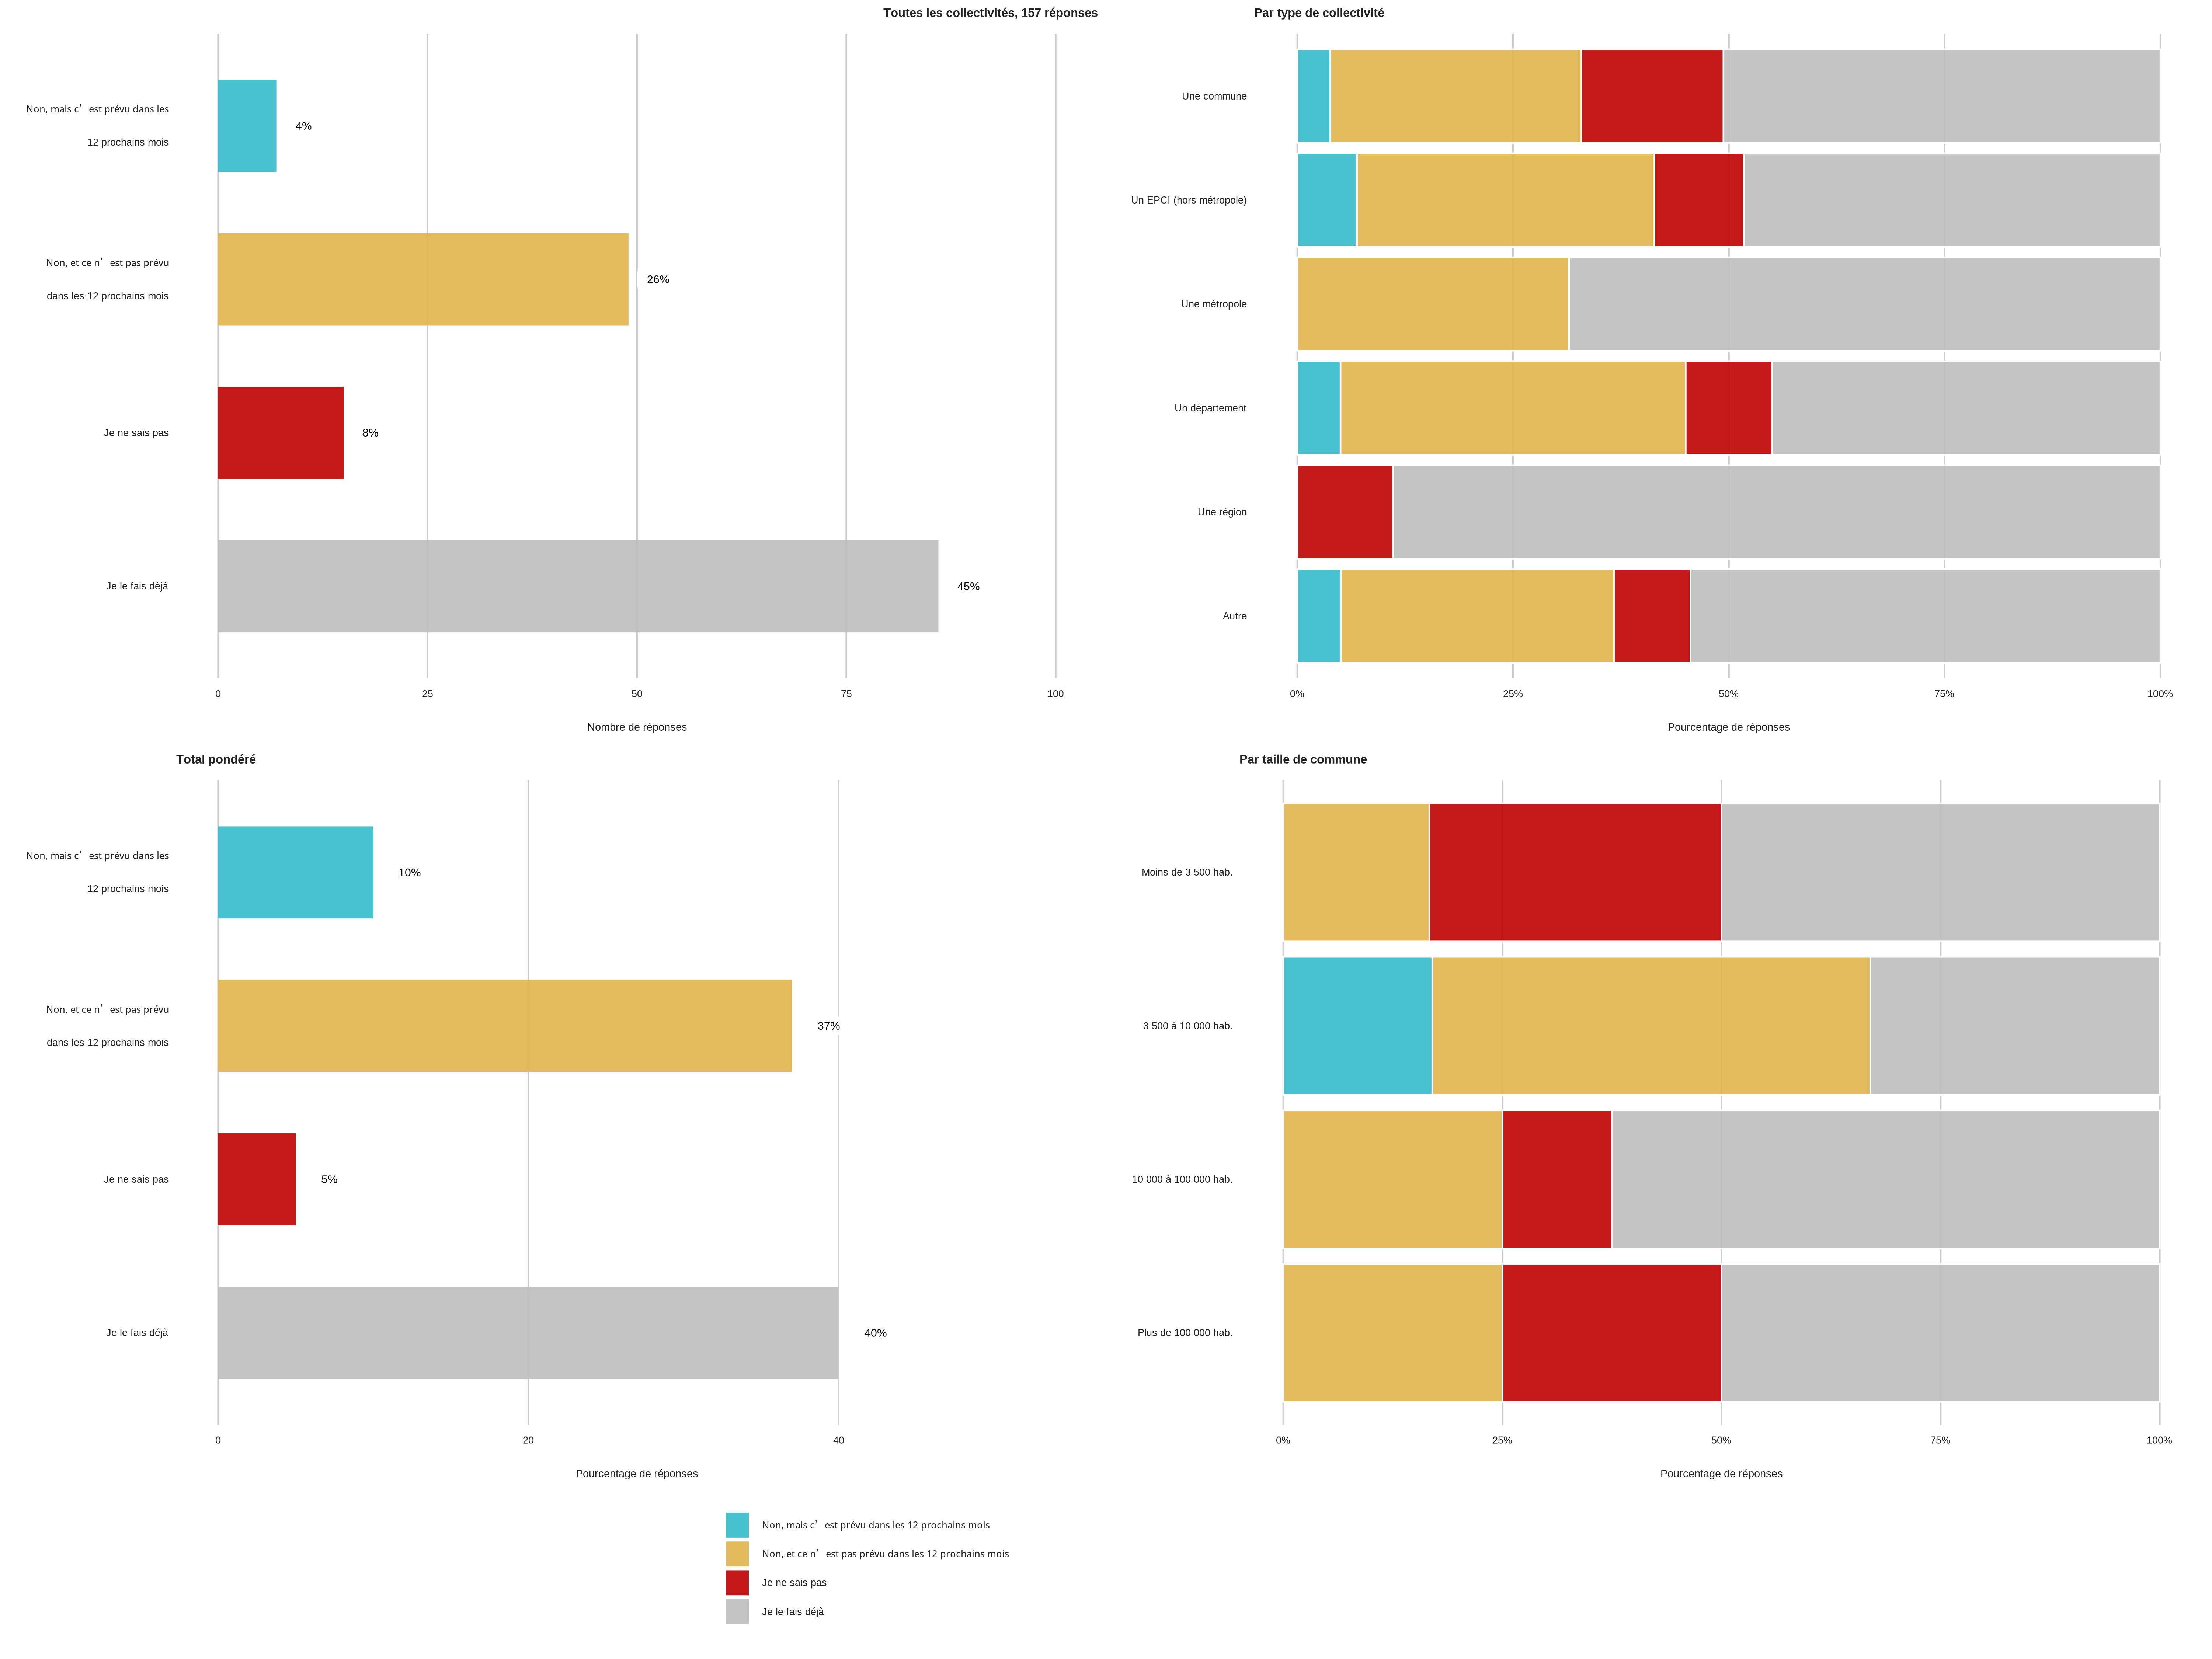 Toutes les collectivités, 157 réponses
Non, mais c’est prévu dans les
12 prochains mois
4%
Non, et ce n’est pas prévu
dans les 12 prochains mois
26%
Je ne sais pas
8%
Je le fais déjà
45%
0 25 50 75 100
Nombre de réponses
Par type de collectivité
Une commune
Un EPCI (hors métropole)
Une métropole
Un département
Une région
Autre
0% 25% 50% 75% 100%
Pourcentage de réponses
Total pondéré
Non, mais c’est prévu dans les
12 prochains mois
10%
Non, et ce n’est pas prévu
dans les 12 prochains mois
37%
Je ne sais pas
5%
Je le fais déjà
40%
0 20 40
Pourcentage de réponses
Par taille de commune
Moins de 3 500 hab.
3 500 à 10 000 hab.
10 000 à 100 000 hab.
Plus de 100 000 hab.
0% 25% 50% 75% 100%
Pourcentage de réponses
Non, mais c’est prévu dans les 12 prochains mois
Non, et ce n’est pas prévu dans les 12 prochains mois
Je ne sais pas
Je le fais déjà